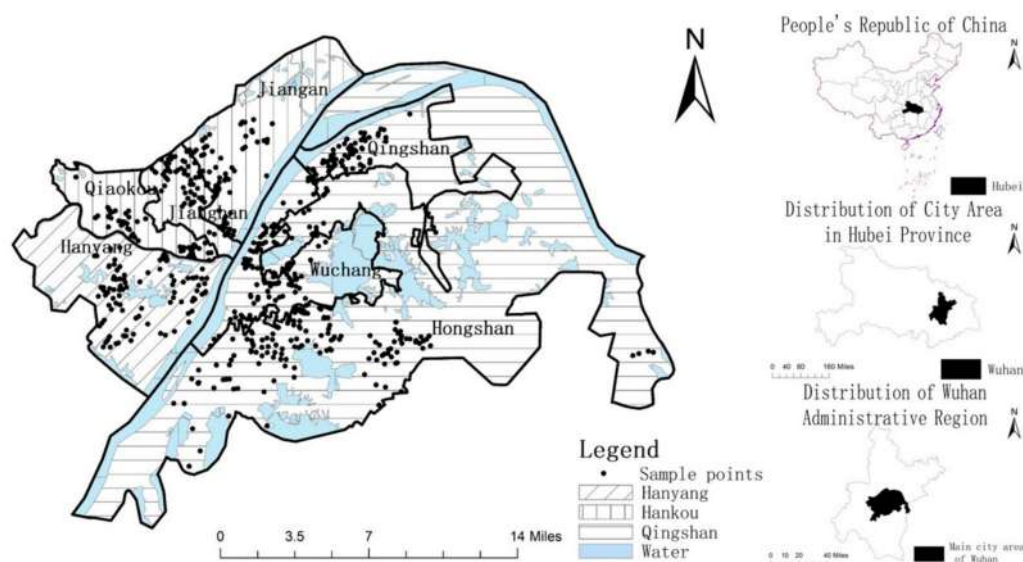 N
Jiangan
Qingshan
Qiaokou
Jianghan
Hanyang
Wuchang
Hongshan
Legend
Sample points
Hanyang
Hankou
Qingshan
Water
0 3.5 7 14 Miles
People's Republic of China
N
Hubei
Distribution of City Area
in Hubei Province
N
0 40 80 160 Miles
Wuhan
Distribution of Wuhan
Administrative Region
N
0 10 20 40 Miles
Main city area
of Wuhan